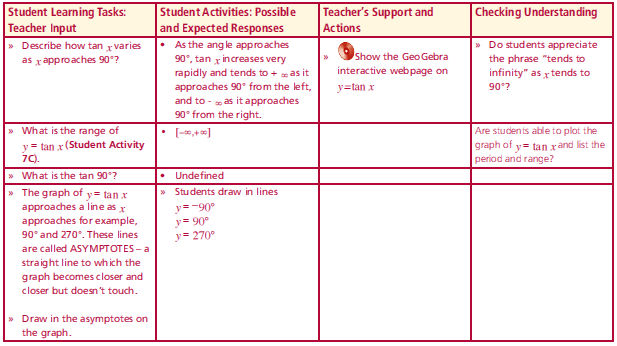 Student Learning Tasks:
Teacher Input
Student Activities: Possible
and Expected Responses
Teacher's Support and
Actions
Checking Understanding
» Describe how tan x varies
as x approaches 90°?
• As the angle approaches
90°, tan x increases very
rapidly and tends to + ∞ as it
approaches 90° from the left,
and to - ∞ as it approaches
90° from the right.
» Show the GeoGebra
interactive webpage on
y=tan x
» Do students appreciate
the phrase "tends to
infinity" as x tends to
90°?
» What is the range of
y = tan x (Student Activity
7C).
• [-∞,+∞]
Are students able to plot the
graph of y = tan x and list the
period and range?
» What is the tan 90°?
• Undefined
» The graph of y = tan x
approaches a line as x
approaches for example,
90° and 270°. These lines
are called ASYMPTOTES – a
straight line to which the
graph becomes closer and
closer but doesn't touch.
» Draw in the asymptotes on
the graph.
» Students draw in lines
y = ⁻90°
y = 90°
y = 270°